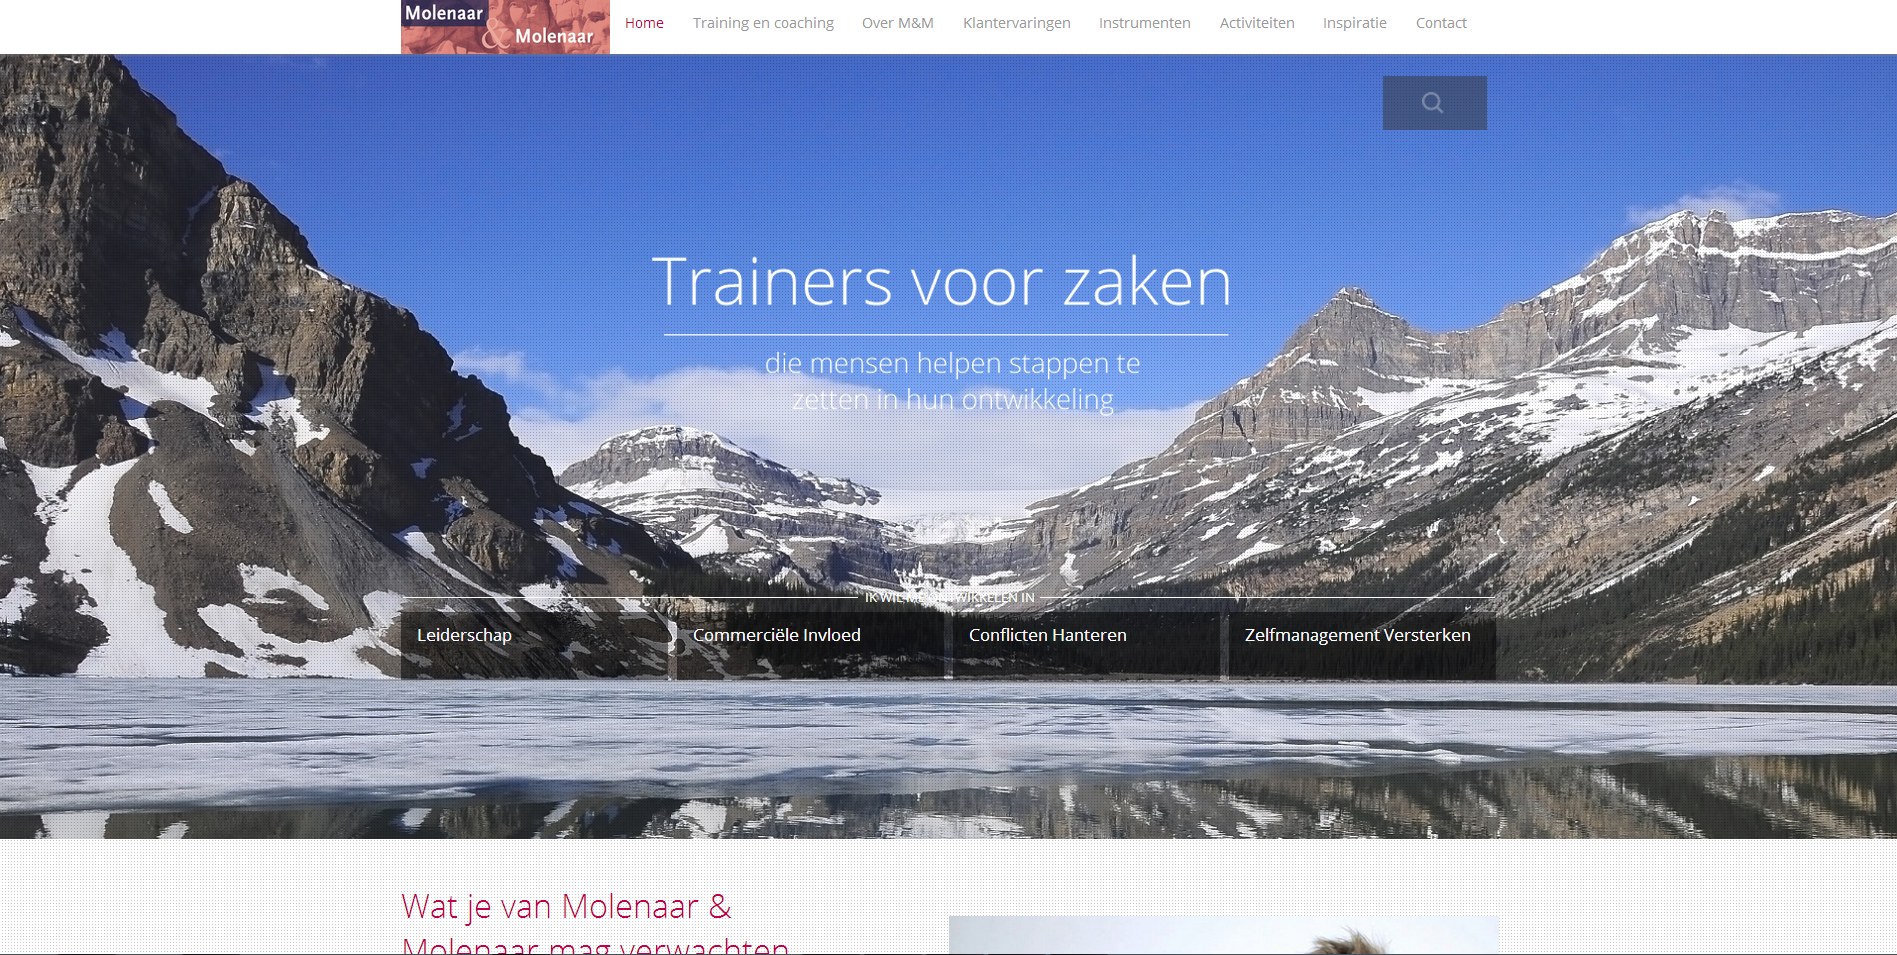 Molenaar
& Molenaar
Home Training en coaching Over M&M Klantervaringen Instrumenten Activiteiten Inspiratie Contact
Trainers voor zaken
die mensen helpen stappen te
zetten in hun ontwikkeling
IK WIL ME ONTWIKKELEN IN
Leiderschap Commerciële Invloed Conflicten Hanteren Zelfmanagement Versterken
Wat je van Molenaar &
Molenaar mag verwachten